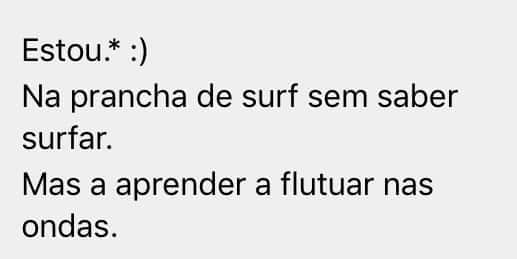 Estou.* :)
Na prancha de surf sem saber
surfar.
Mas a aprender a flutuar nas
ondas.